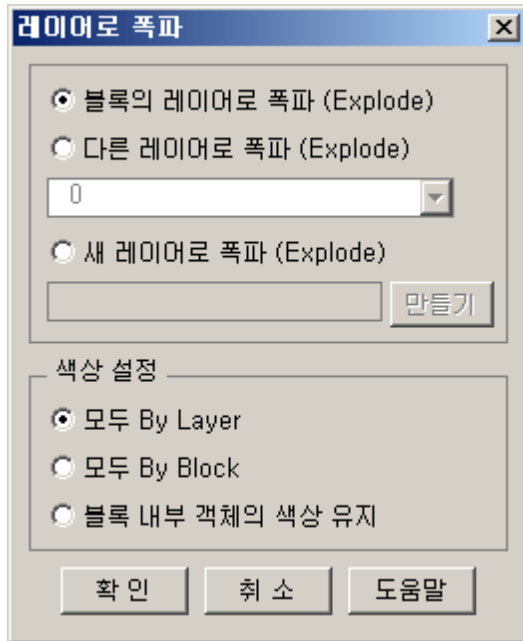 레이어로 폭파
블록의 레이어로 폭파 (Explode)
다른 레이어로 폭파 (Explode)
0
새 레이어로 폭파 (Explode)
만들기
색상 설정
모두 By Layer
모두 By Block
블록 내부 객체의 색상 유지
확 인 취 소 도움말